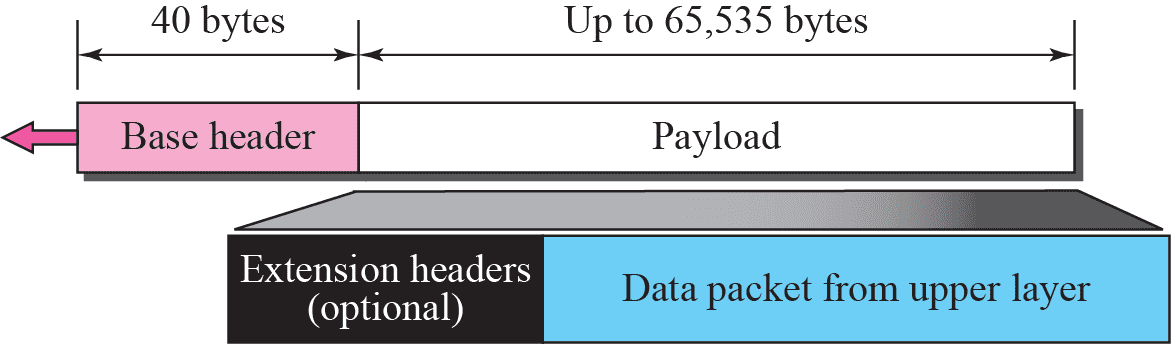 40 bytes
Up to 65,535 bytes
Base header
Payload
Extension headers
(optional)
Data packet from upper layer